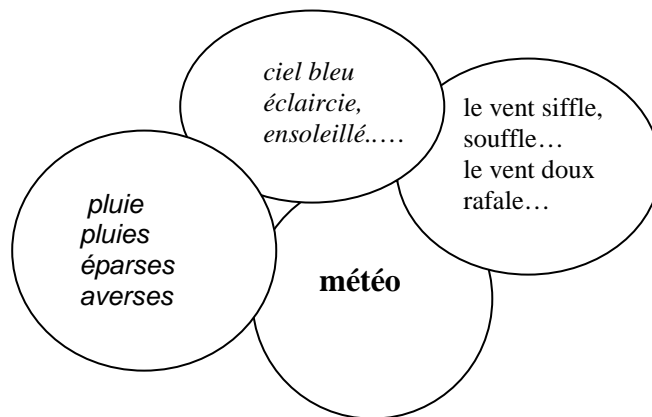 ciel bleu
éclaircie,
ensoleillé..…
le vent siffle,
souffle…
le vent doux
rafale…
pluie
pluies
éparses
averses
météo